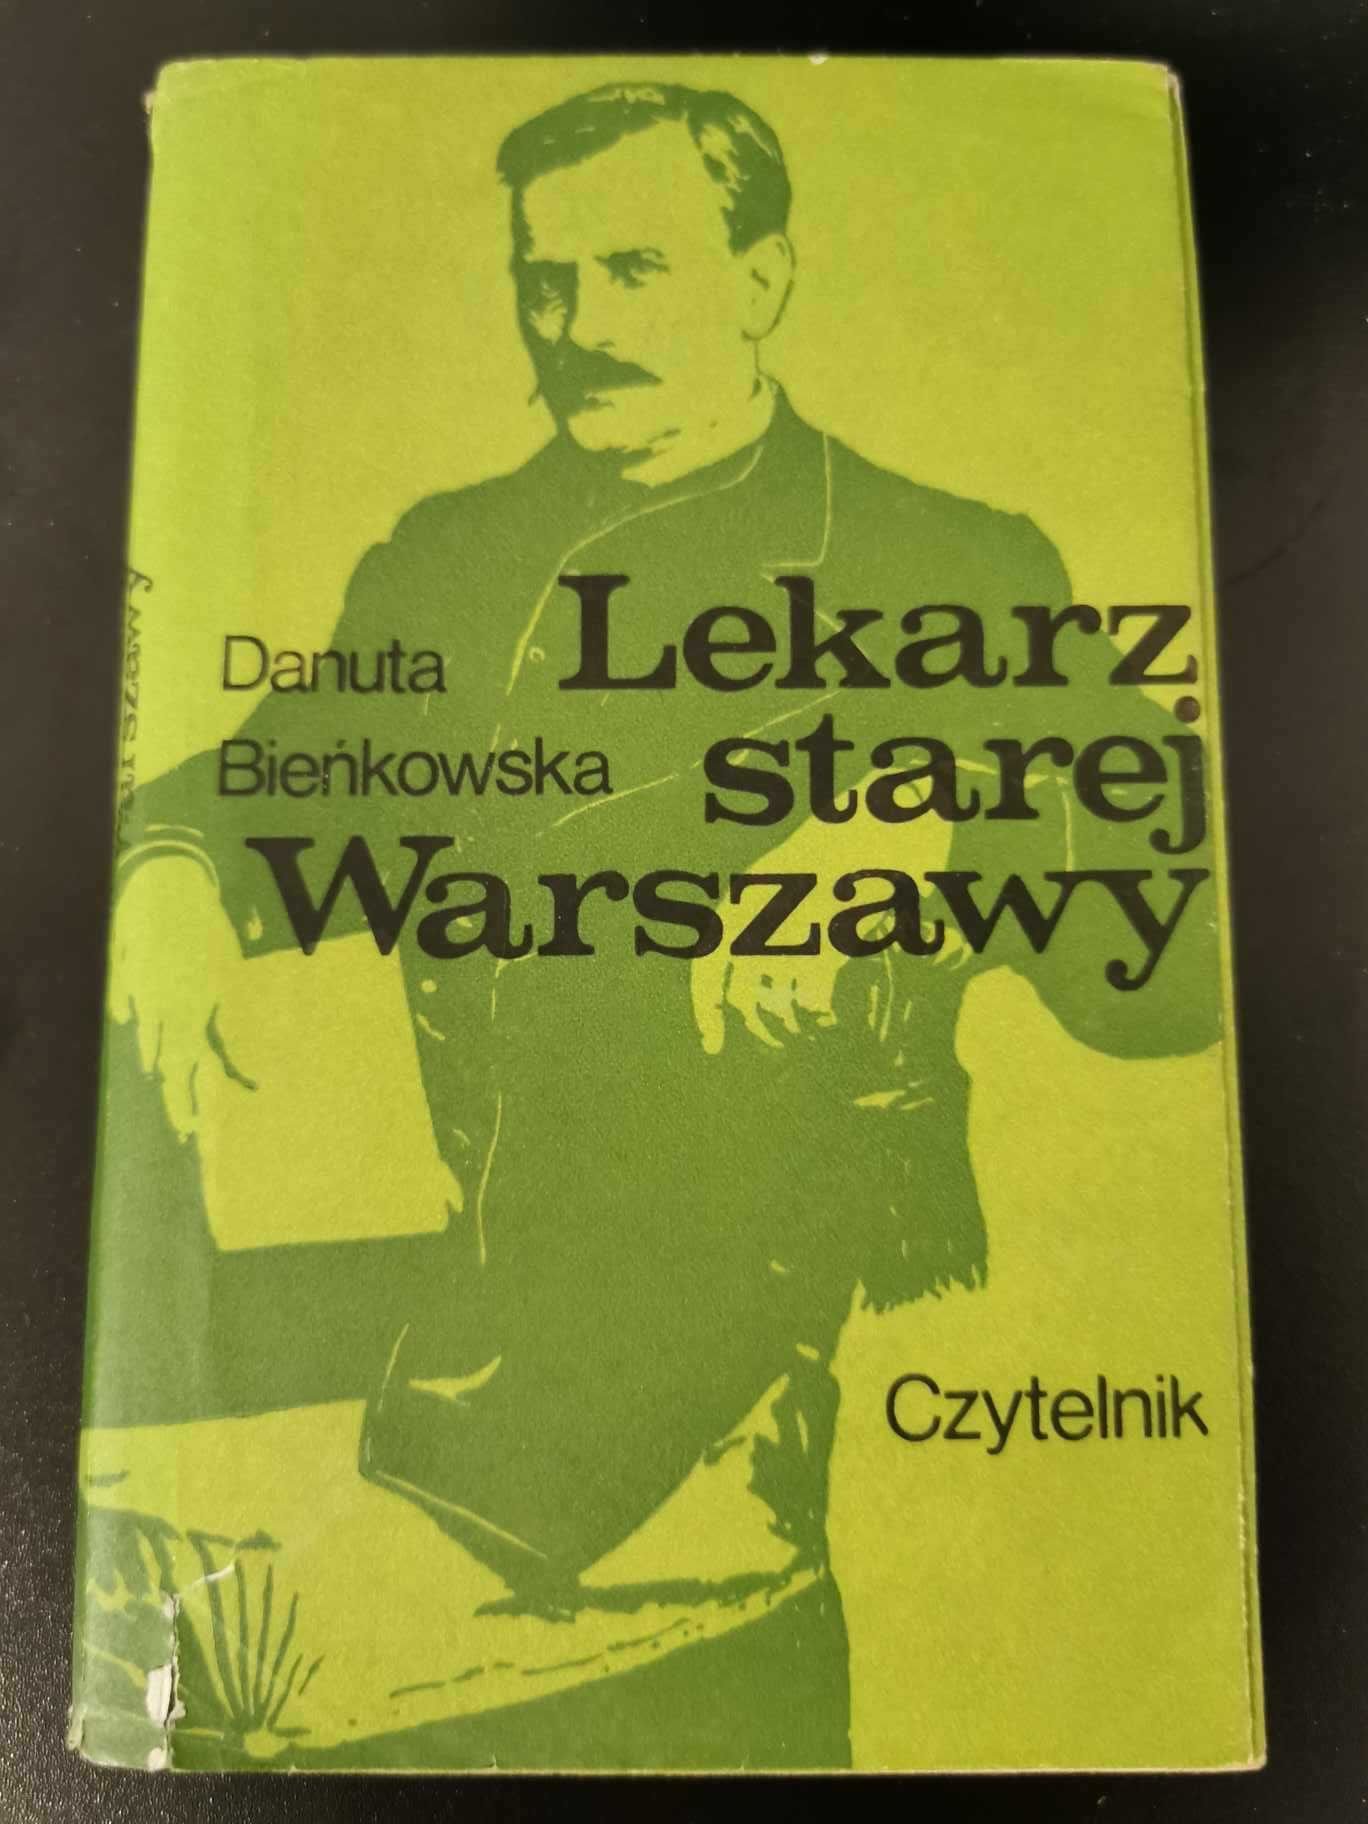 Danuta
Bieńkowska
Lekarz
starej
Warszawy
Czytelnik